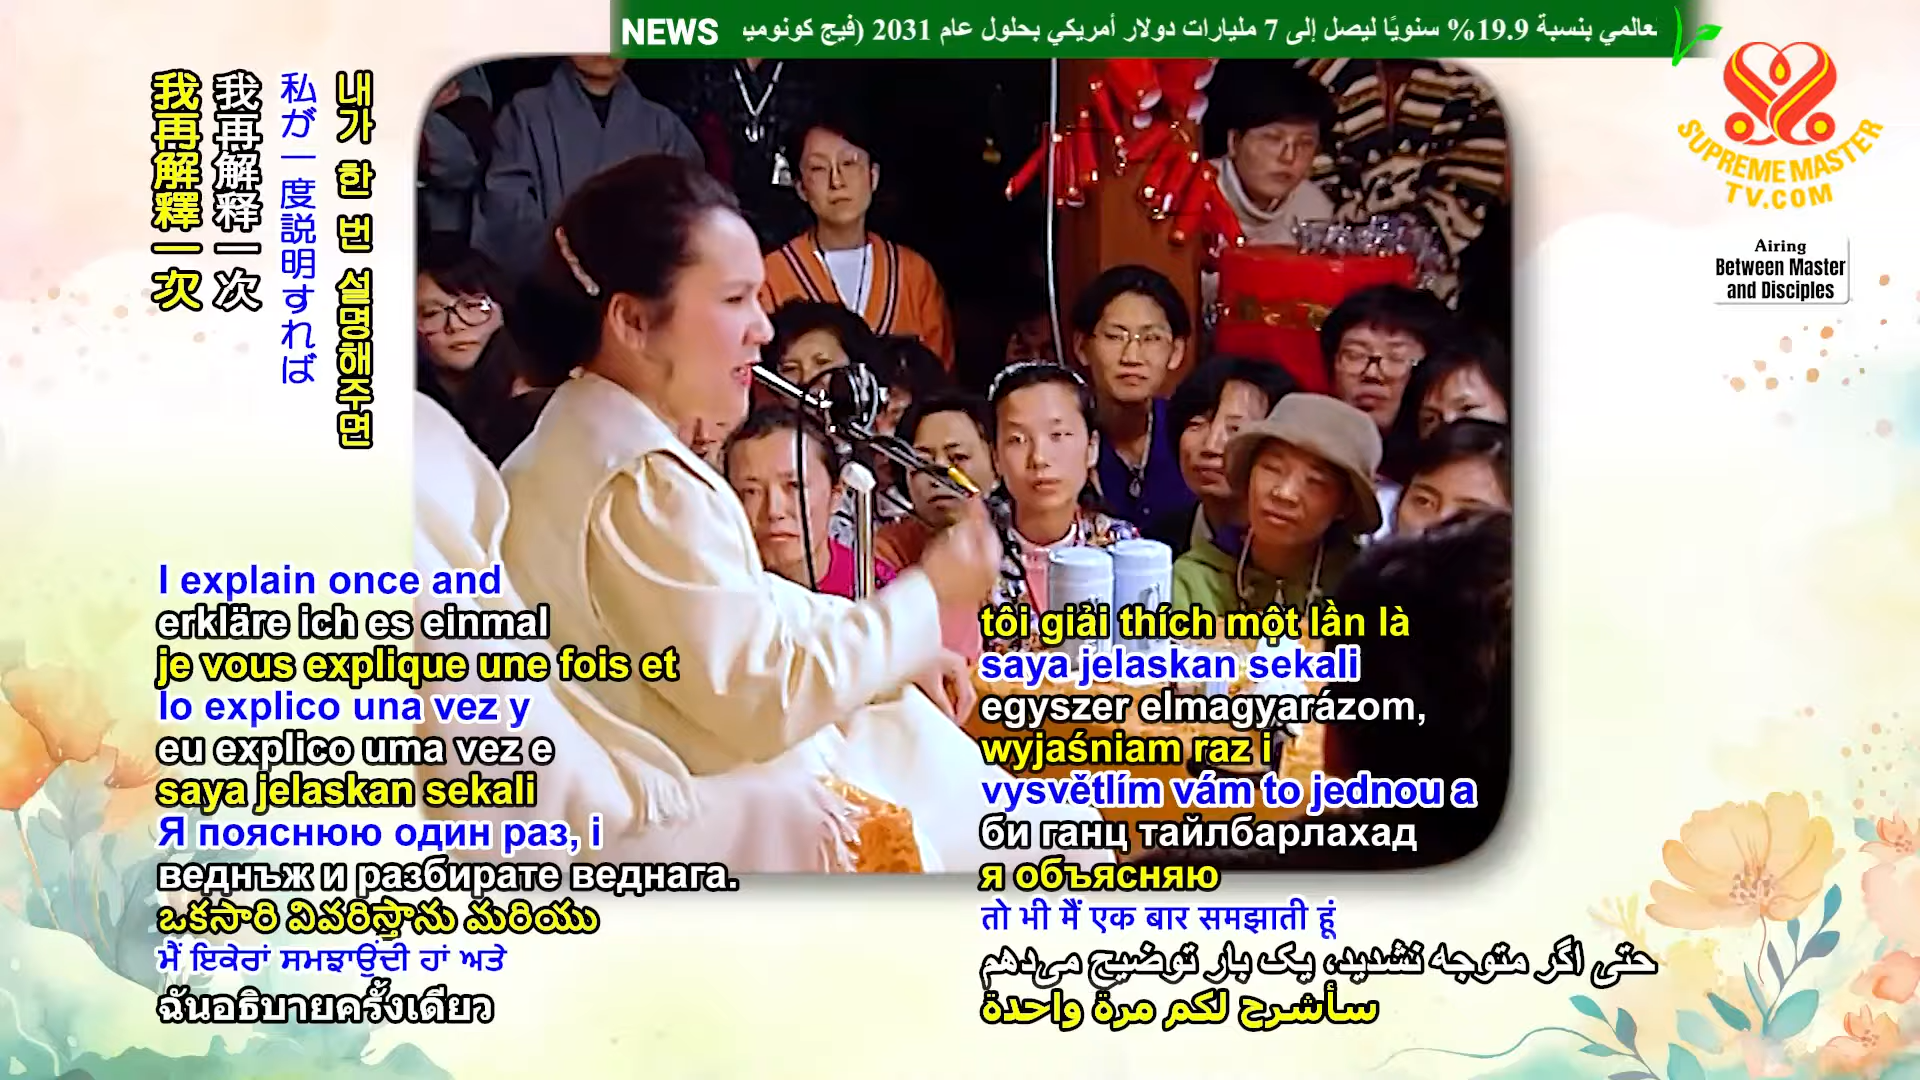 NEWS
لعالمي بنسبة 19.9% سنويًا ليصل إلى 7 مليارات دولار أمريكي بحلول عام 2031 (فيج كونوميـ
SUPREME MASTER
TV.COM
Airing
Between Master
and Disciples
내가 한 번 설명해주면
私が一度説明すれば
我再解释一次
我再解釋一次
I explain once and
erkläre ich es einmal
je vous explique une fois et
lo explico una vez y
eu explico uma vez e
saya jelaskan sekali
Я пояснюю один раз, і
веднъж и разбирате веднага.
ఒకసారి వివరిస్తాను మరియు
ਮੈਂ ਇਕੇਰਾਂ ਸਮਝਾਉਂਦੀ ਹਾਂ ਅਤੇ
ฉันอธิบายครั้งเดียว
tôi giải thích một lần là
saya jelaskan sekali
egyszer elmagyarázom,
wyjaśniam raz i
vysvětlím vám to jednou a
би ганц тайлбарлахад
я объясняю
तो भी मैं एक बार समझाती हूं
حتی اگر متوجه نشدید، یک بار توضیح می‌دهم
سأشرح لكم مرة واحدة